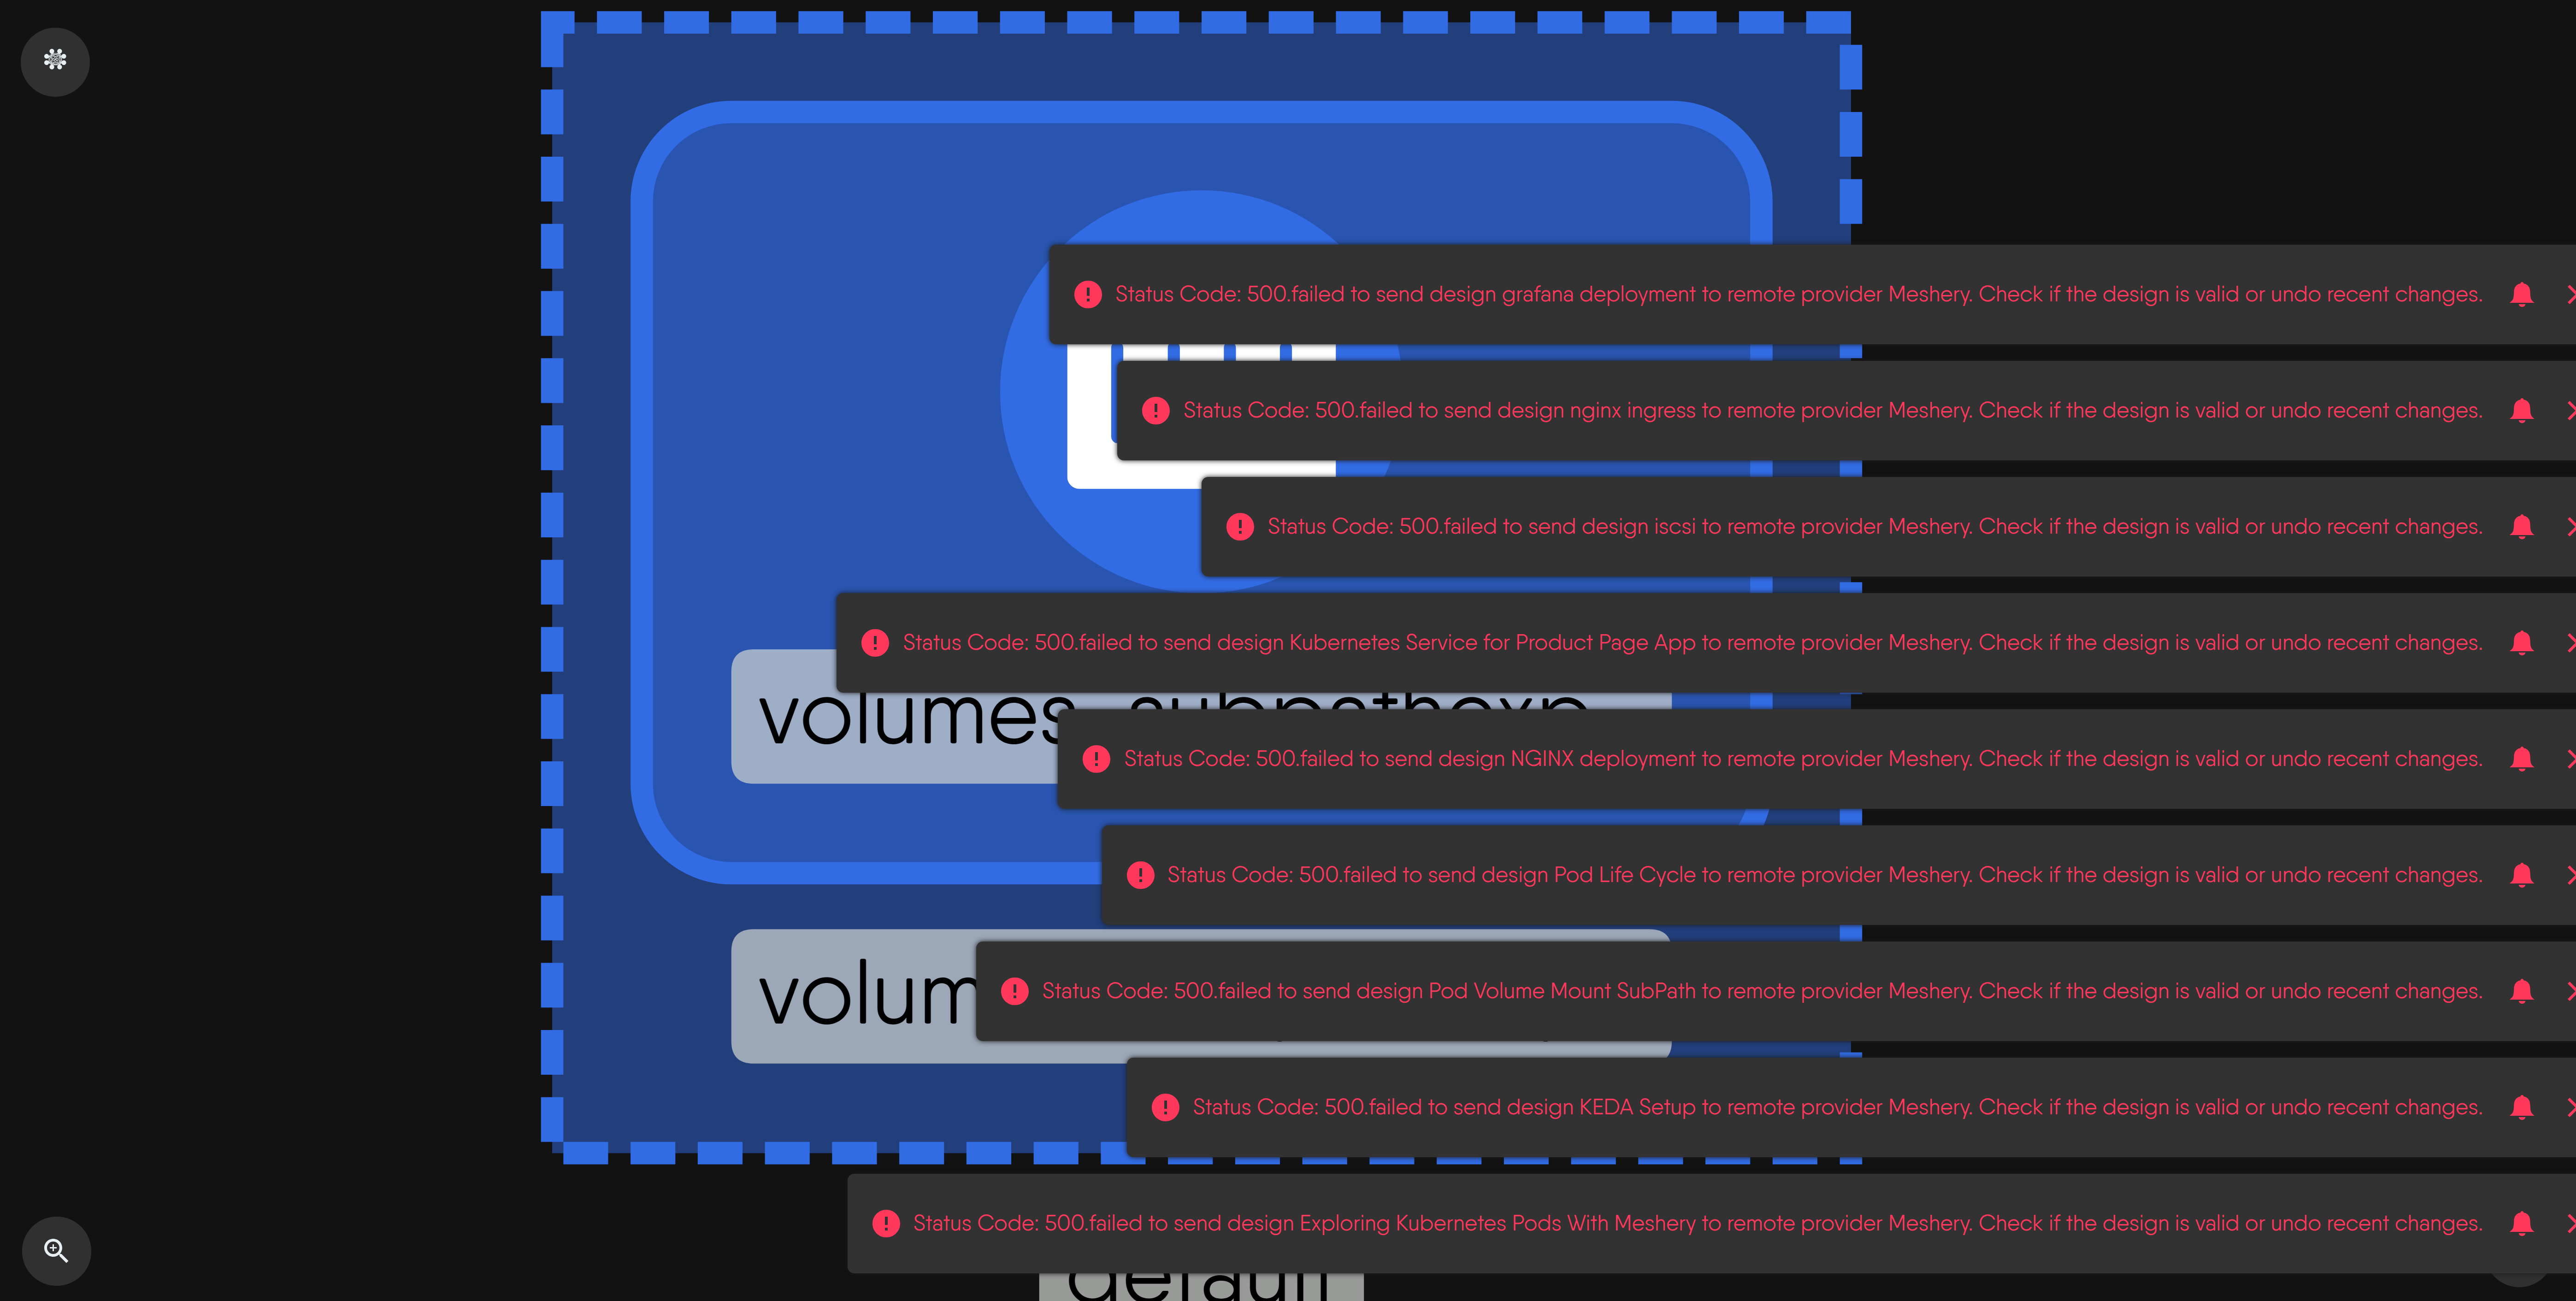 Status Code: 500.failed to send design grafana deployment to remote provider Meshery. Check if the design is valid or undo recent changes.
Status Code: 500.failed to send design nginx ingress to remote provider Meshery. Check if the design is valid or undo recent changes.
Status Code: 500.failed to send design iscsi to remote provider Meshery. Check if the design is valid or undo recent changes.
Status Code: 500.failed to send design Kubernetes Service for Product Page App to remote provider Meshery. Check if the design is valid or undo recent changes.
volumes-subpathexp...
Status Code: 500.failed to send design NGINX deployment to remote provider Meshery. Check if the design is valid or undo recent changes.
Status Code: 500.failed to send design Pod Life Cycle to remote provider Meshery. Check if the design is valid or undo recent changes.
volum
Status Code: 500.failed to send design Pod Volume Mount SubPath to remote provider Meshery. Check if the design is valid or undo recent changes.
Status Code: 500.failed to send design KEDA Setup to remote provider Meshery. Check if the design is valid or undo recent changes.
Status Code: 500.failed to send design Exploring Kubernetes Pods With Meshery to remote provider Meshery. Check if the design is valid or undo recent changes.
default